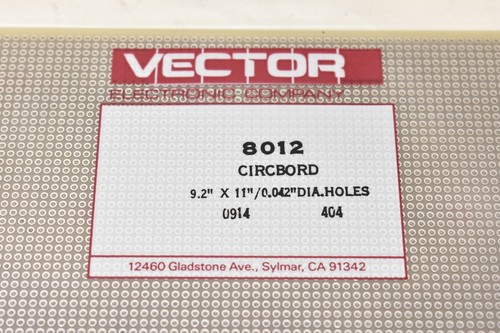 VECTOR
ELECTRONIC COMPANY
8012
CIRCBORD
9.2" X 11"/0.042"DIA.HOLES
0914 404
12460 Gladstone Ave., Sylmar, CA 91342